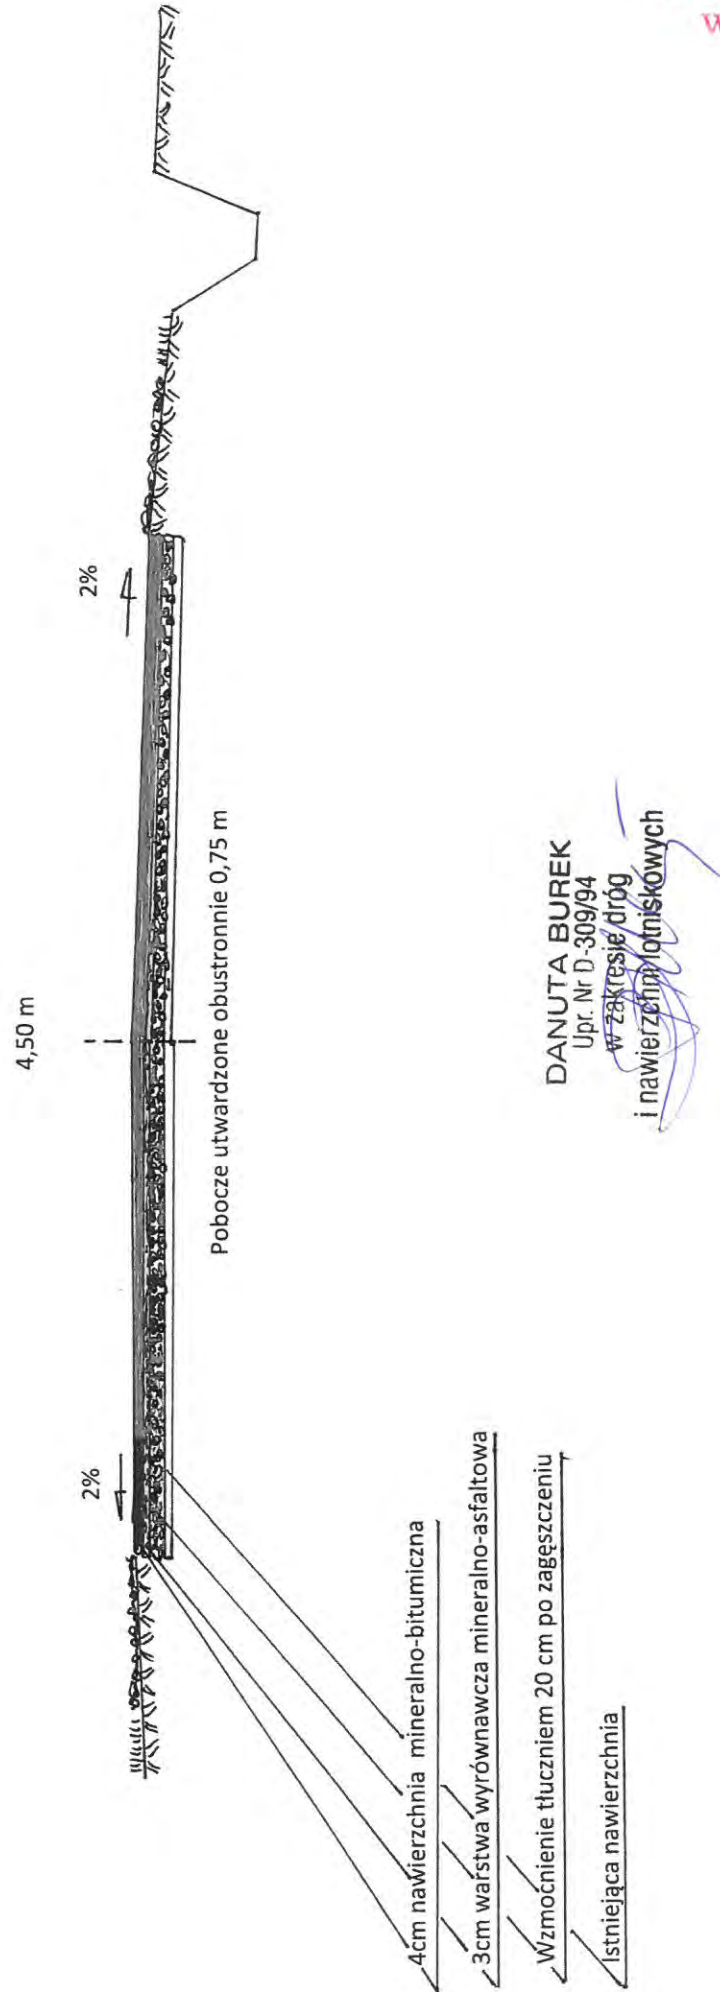 4,50 m
2%
2%
Pobocze utwardzone obustronnie 0,75 m
4cm nawierzchnia mineralno-bitumiczna
3cm warstwa wyrównawcza mineralno-asfaltowa
Wzmocnienie tłuczniem 20 cm po zagęszczeniu
Istniejąca nawierzchnia
DANUTA BUREK
Upr. Nr D-309/94
w zakresie dróg
i nawierzchni lotniskowych